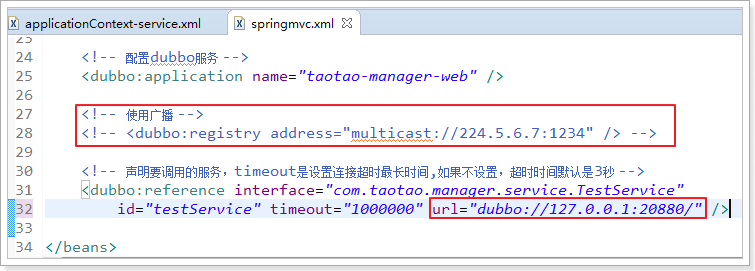 applicationContext-service.xml springmvc.xml
23
24 <!-- 配置dubbo服务 -->
25 <dubbo:application name="taotao-manager-web" />
26
27 <!-- 使用广播 -->
28 <!-- <dubbo:registry address="multicast://224.5.6.7:1234" /> -->
29
30 <!-- 声明要调用的服务，timeout是设置连接超时最长时间,如果不设置，超时时间默认是3秒 -->
31 <dubbo:reference interface="com.taotao.manager.service.TestService"
32 id="testService" timeout="1000000" url="dubbo://127.0.0.1:20880/" />
33
34 </beans>